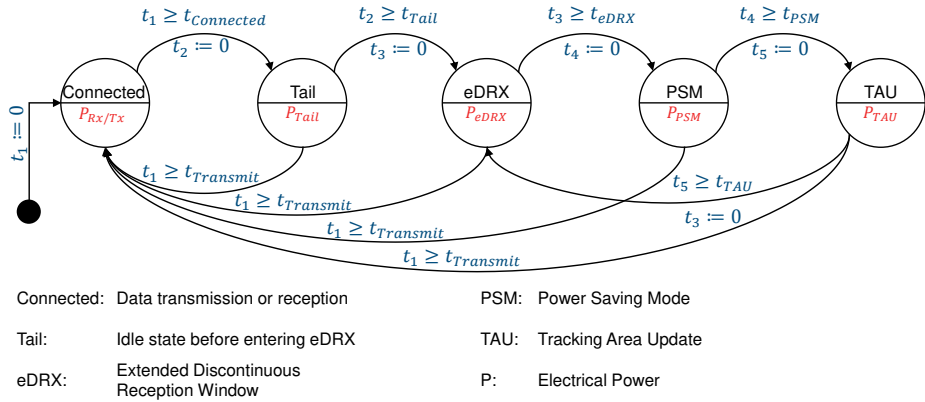 t₁ ≥ t_Connected
t₂ := 0
t₂ ≥ t_Tail
t₃ := 0
t₃ ≥ t_eDRX
t₄ := 0
t₄ ≥ t_PSM
t₅ := 0
Connected
P_Rx/Tx
Tail
P_Tail
eDRX
P_eDRX
PSM
P_PSM
TAU
P_TAU
t₁ := 0
t₁ ≥ t_Transmit
t₁ ≥ t_Transmit
t₁ ≥ t_Transmit
t₁ ≥ t_Transmit
t₅ ≥ t_TAU
t₃ := 0
Connected: Data transmission or reception
Tail: Idle state before entering eDRX
eDRX: Extended Discontinuous
Reception Window
PSM: Power Saving Mode
TAU: Tracking Area Update
P: Electrical Power